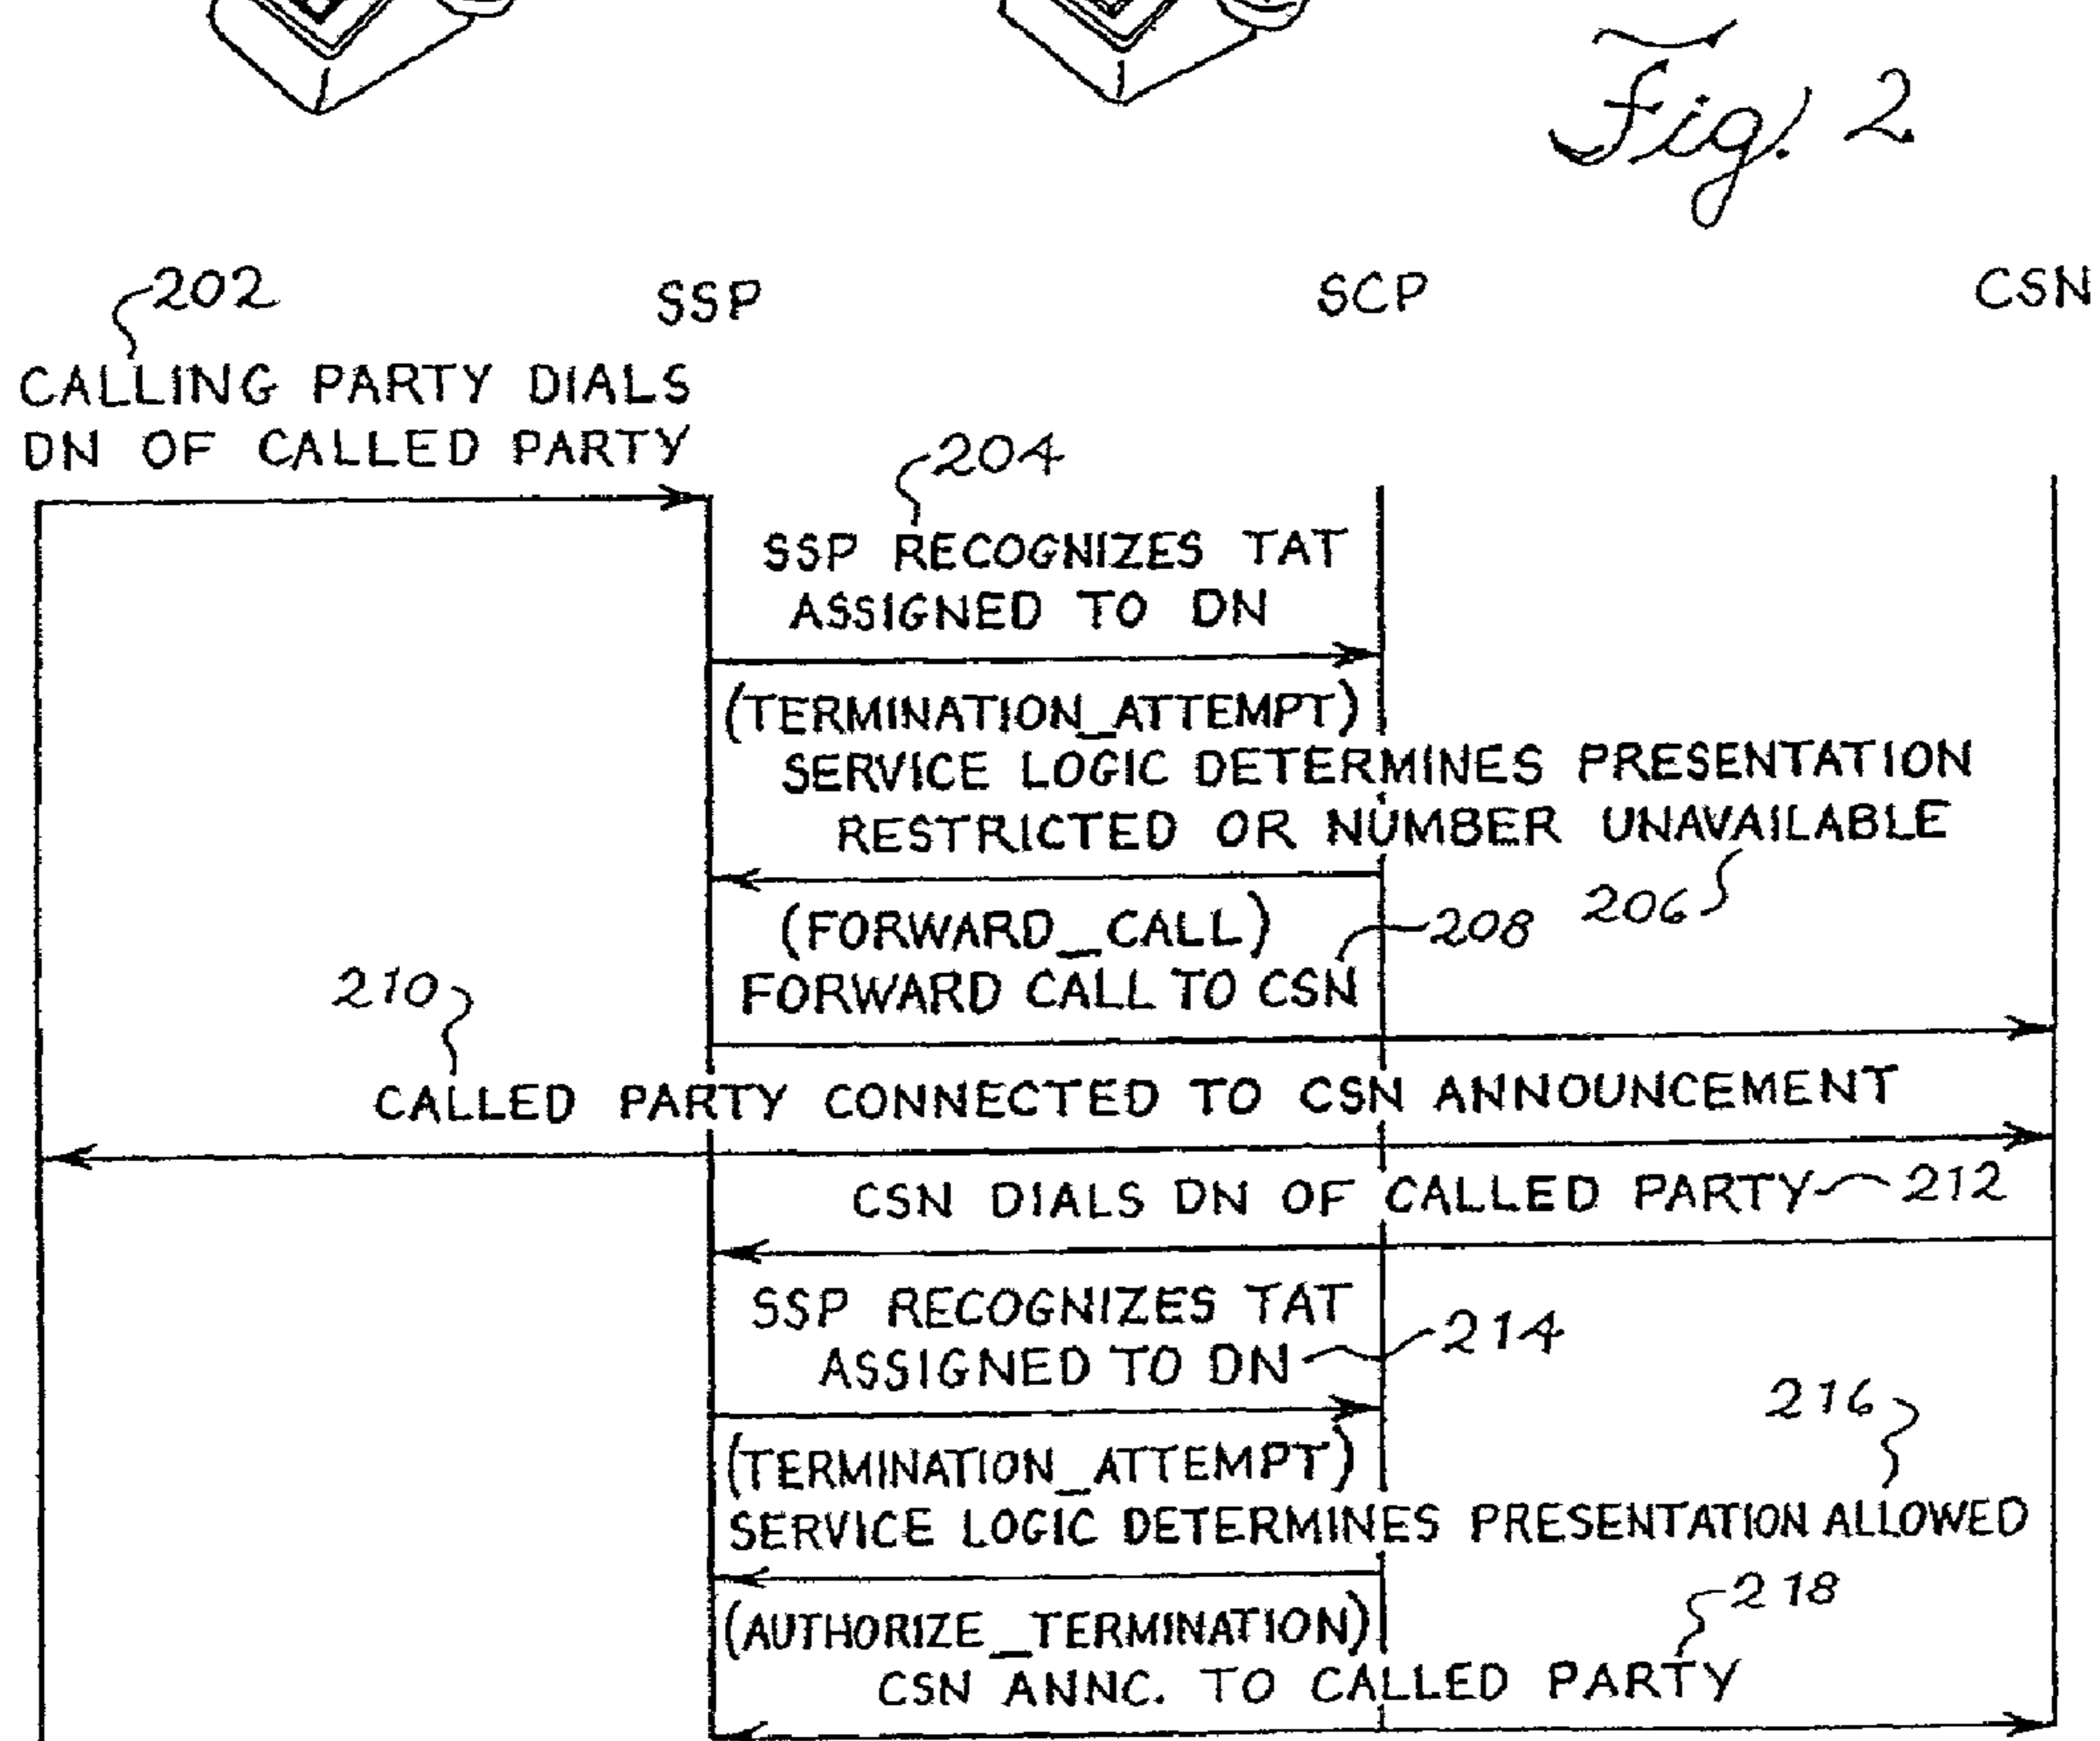 Fig. 2
202 SSP SCP CSN
CALLING PARTY DIALS
DN OF CALLED PARTY
204
SSP RECOGNIZES TAT
ASSIGNED TO DN
(TERMINATION_ATTEMPT)
SERVICE LOGIC DETERMINES PRESENTATION
RESTRICTED OR NUMBER UNAVAILABLE
206
(FORWARD_CALL) 208
FORWARD CALL TO CSN
210
CALLED PARTY CONNECTED TO CSN ANNOUNCEMENT
CSN DIALS DN OF CALLED PARTY 212
SSP RECOGNIZES TAT
ASSIGNED TO DN 214
216
(TERMINATION_ATTEMPT)
SERVICE LOGIC DETERMINES PRESENTATION ALLOWED
218
(AUTHORIZE_TERMINATION)
CSN ANNC. TO CALLED PARTY